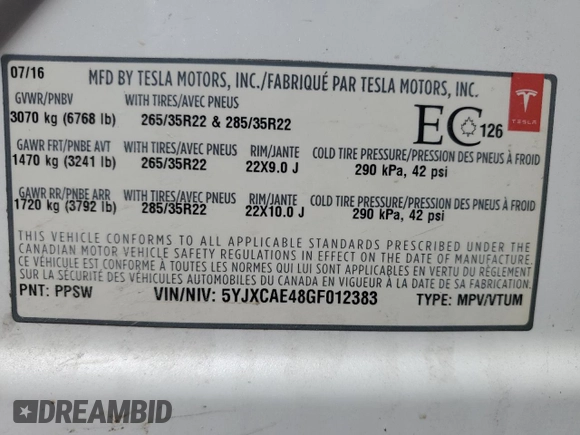 07/16 MFD BY TESLA MOTORS, INC./FABRIQUÉ PAR TESLA MOTORS, INC.
TESLA
GVWR/PNBV WITH TIRES/AVEC PNEUS
3070 kg (6768 lb) 265/35R22 & 285/35R22
EC 126
GAWR FRT/PNBE AVT WITH TIRES/AVEC PNEUS RIM/JANTE COLD TIRE PRESSURE/PRESSION DES PNEUS À FROID
1470 kg (3241 lb) 265/35R22 22X9.0 J 290 kPa, 42 psi
GAWR RR/PNBE ARR WITH TIRES/AVEC PNEUS RIM/JANTE COLD TIRE PRESSURE/PRESSION DES PNEUS À FROID
1720 kg (3792 lb) 285/35R22 22X10.0 J 290 kPa, 42 psi
THIS VEHICLE CONFORMS TO ALL APPLICABLE STANDARDS PRESCRIBED UNDER THE
CANADIAN MOTOR VEHICLE SAFETY REGULATIONS IN EFFECT ON THE DATE OF MANUFACTURE.
CE VÉHICULE EST CONFORME À TOUTES LES NORMES QUI LUI SONT APPLICABLES EN VERTU DU RÈGLEMENT
SUR LA SÉCURITÉ DES VÉHICULES AUTOMOBILES DU CANADA EN VIGUEUR À LA DATE DE SA FABRICATION.
PNT: PPSW VIN/NIV: 5YJXCAE48GF012383 TYPE: MPV/VTUM
DREAMBID